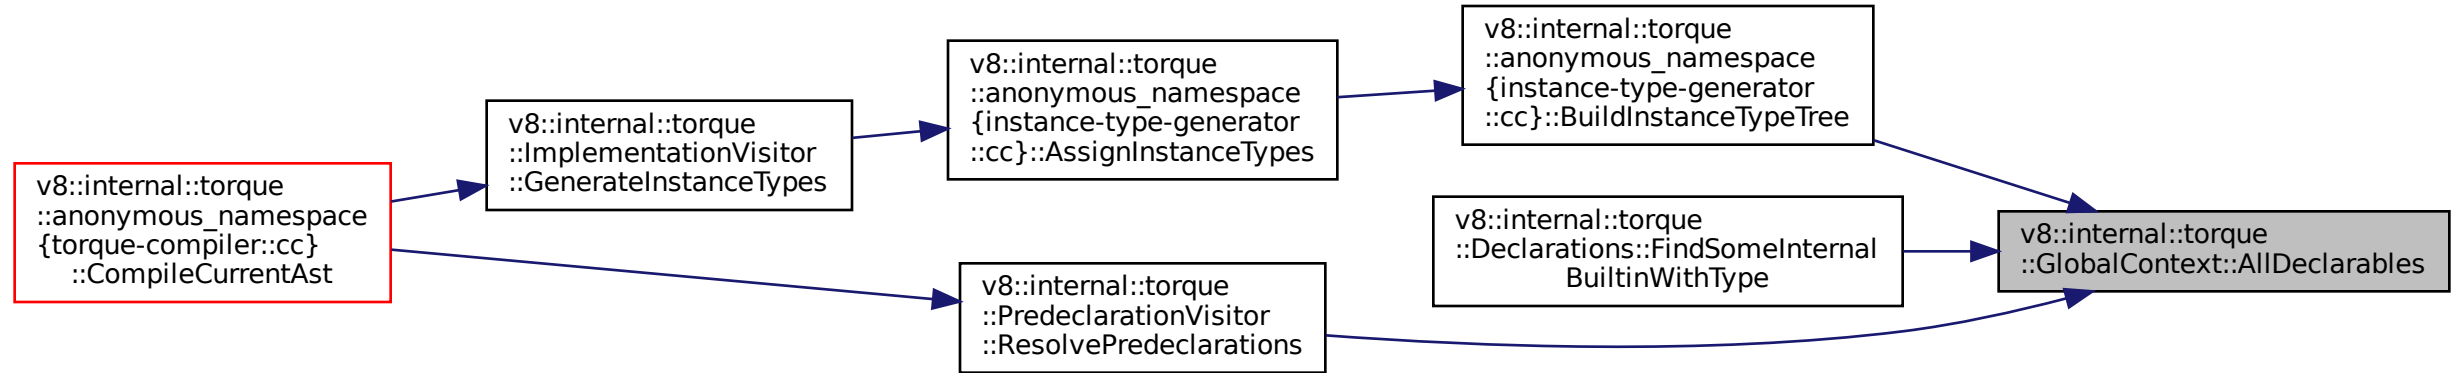 v8::internal::torque
::anonymous_namespace
{torque-compiler::cc}
::CompileCurrentAst
v8::internal::torque
::ImplementationVisitor
::GenerateInstanceTypes
v8::internal::torque
::anonymous_namespace
{instance-type-generator
::cc}::AssignInstanceTypes
v8::internal::torque
::anonymous_namespace
{instance-type-generator
::cc}::BuildInstanceTypeTree
v8::internal::torque
::Declarations::FindSomeInternal
BuiltinWithType
v8::internal::torque
::PredeclarationVisitor
::ResolvePredeclarations
v8::internal::torque
::GlobalContext::AllDeclarables